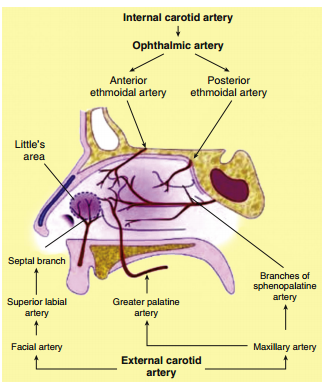 Internal carotid artery
Ophthalmic artery
Anterior
ethmoidal artery
Posterior
ethmoidal artery
Little's
area
Septal branch
Superior labial
artery
Facial artery
Greater palatine
artery
Branches of
sphenopalatine
artery
Maxillary artery
External carotid
artery